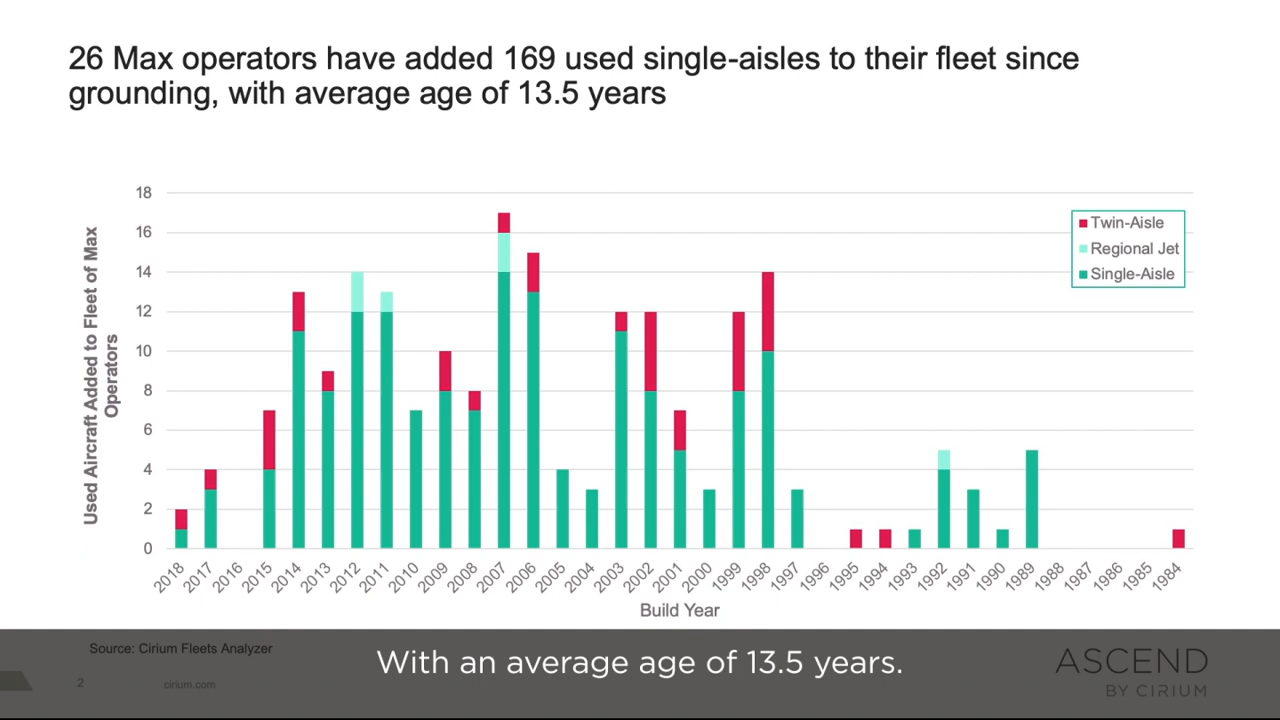 26 Max operators have added 169 used single-aisles to their fleet since
grounding, with average age of 13.5 years
Used Aircraft Added to Fleet of Max
Operators
18
16
14
12
10
8
6
4
2
0
Twin-Aisle
Regional Jet
Single-Aisle
2018 2017 2016 2015 2014 2013 2012 2011 2010 2009 2008 2007 2006 2005 2004 2003 2002 2001 2000 1999 1998 1997 1996 1995 1994 1993 1992 1991 1990 1989 1988 1987 1986 1985 1984
Build Year
Source: Cirium Fleets Analyzer
With an average age of 13.5 years.
2
cirium.com
ASCEND
BY CIRIUM